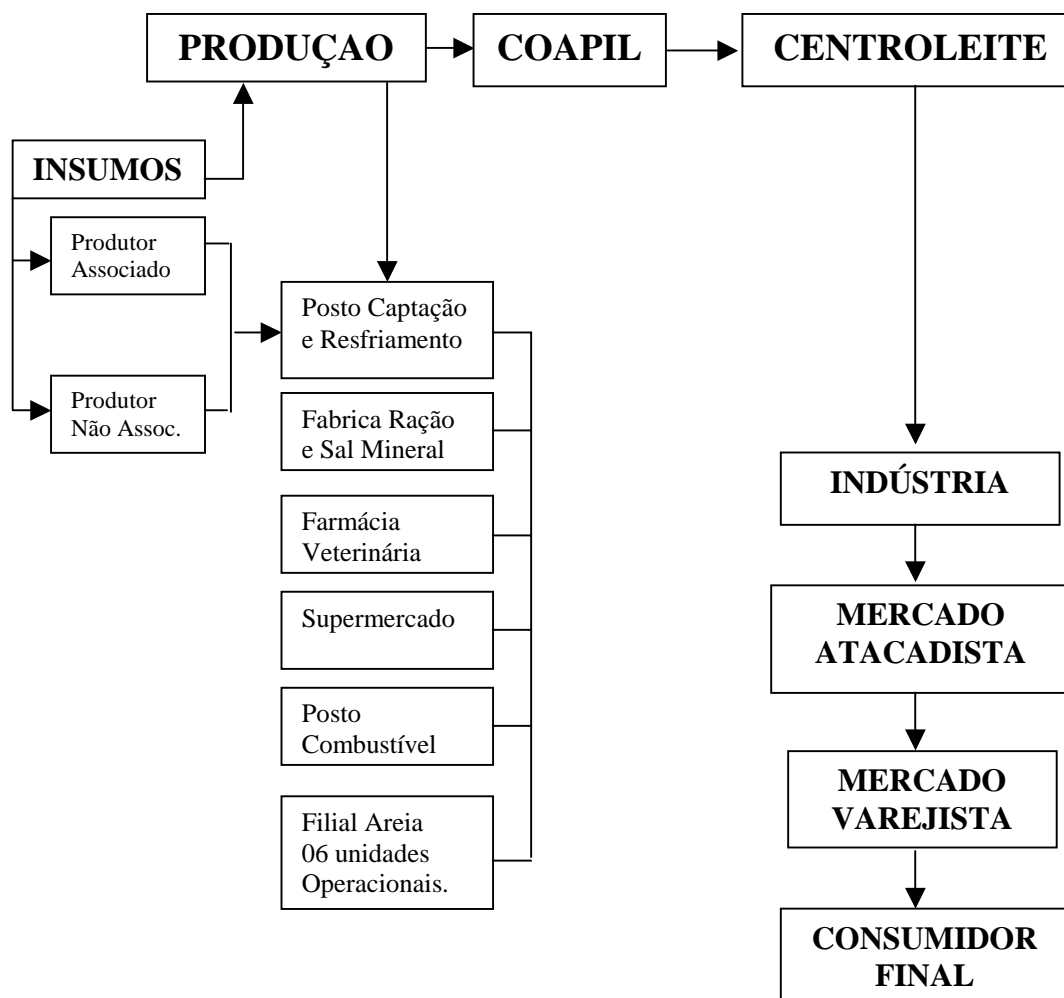 PRODUÇAO
COAPIL
CENTROLEITE
INSUMOS
Produtor
Associado
Produtor
Não Assoc.
Posto Captação
e Resfriamento
Fabrica Ração
e Sal Mineral
Farmácia
Veterinária
Supermercado
Posto
Combustível
Filial Areia
06 unidades
Operacionais.
INDÚSTRIA
MERCADO
ATACADISTA
MERCADO
VAREJISTA
CONSUMIDOR
FINAL